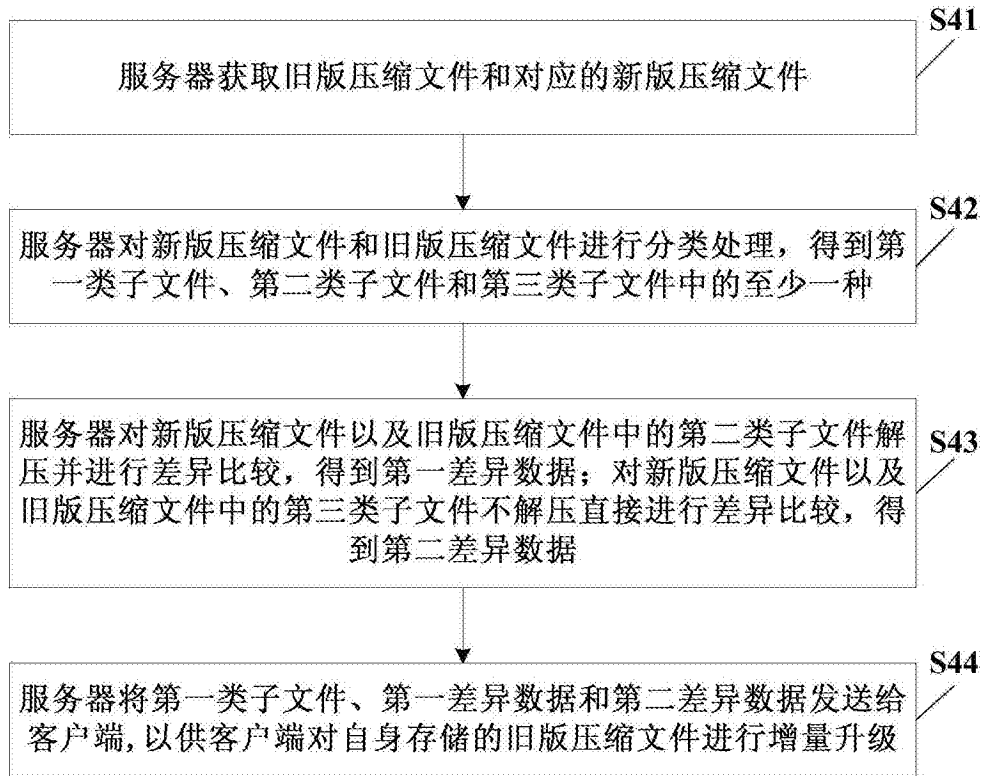 S41
服务器获取旧版压缩文件和对应的新版压缩文件
S42
服务器对新版压缩文件和旧版压缩文件进行分类处理，得到第
一类子文件、第二类子文件和第三类子文件中的至少一种
S43
服务器对新版压缩文件以及旧版压缩文件中的第二类子文件解
压并进行差异比较，得到第一差异数据；对新版压缩文件以及
旧版压缩文件中的第三类子文件不解压直接进行差异比较，得
到第二差异数据
S44
服务器将第一类子文件、第一差异数据和第二差异数据发送给
客户端,以供客户端对自身存储的旧版压缩文件进行增量升级